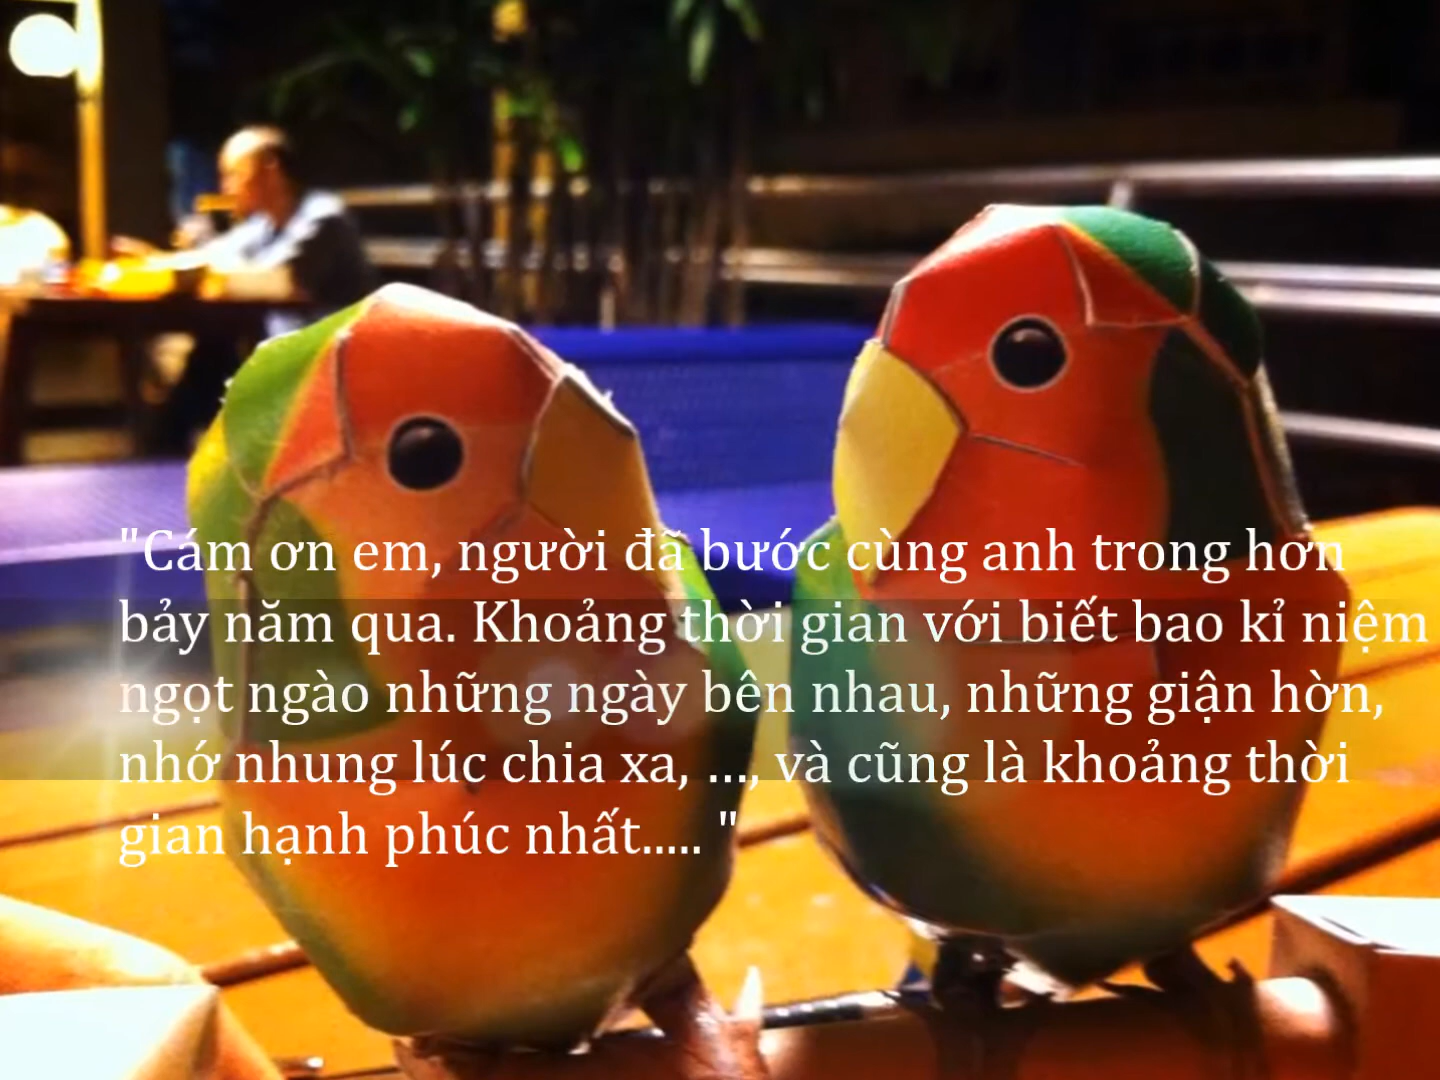 "Cám ơn em, người đã bước cùng anh trong hơn
bảy năm qua. Khoảng thời gian với biết bao kỉ niệm
ngọt ngào những ngày bên nhau, những giận hờn,
nhớ nhung lúc chia xa, ..., và cũng là khoảng thời
gian hạnh phúc nhất..... "